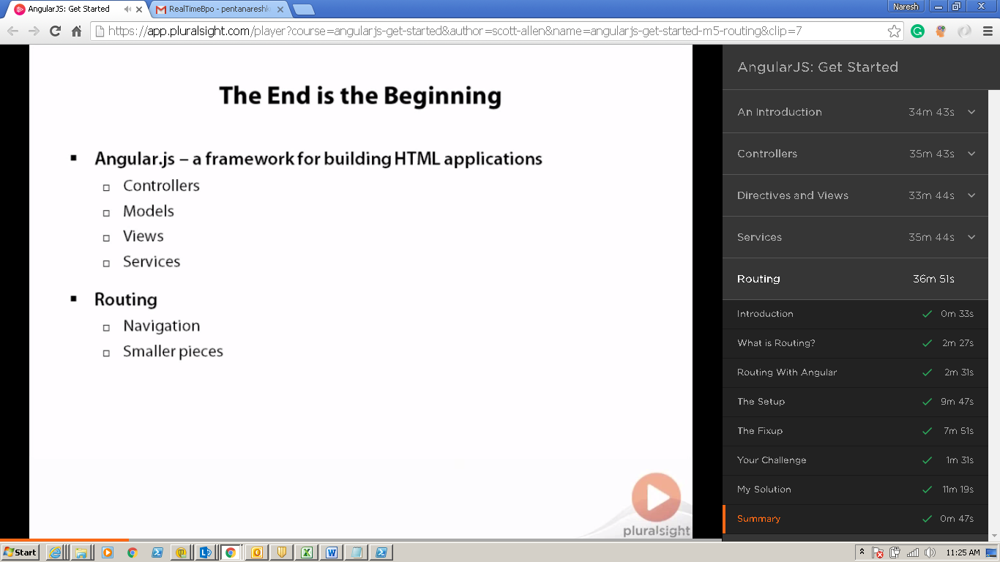 AngularJS: Get Started
RealTimeBpo - pentanareshk
Naresh
https://app.pluralsight.com/player?course=angularjs-get-started&author=scott-allen&name=angularjs-get-started-m5-routing&clip=7
The End is the Beginning
Angular.js – a framework for building HTML applications
Controllers
Models
Views
Services
Routing
Navigation
Smaller pieces
pluralsight
AngularJS: Get Started
An Introduction 34m 43s
Controllers 35m 43s
Directives and Views 33m 44s
Services 35m 44s
Routing 36m 51s
Introduction 0m 33s
What is Routing? 2m 27s
Routing With Angular 2m 31s
The Setup 9m 47s
The Fixup 7m 51s
Your Challenge 1m 31s
My Solution 11m 19s
Summary 0m 47s
Start
11:25 AM